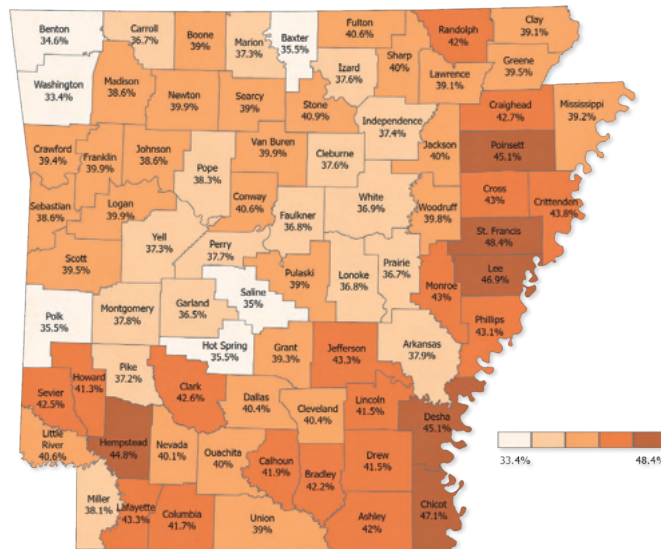 Benton
34.6%
Carroll
36.7%
Boone
39%
Marion
37.3%
Baxter
35.5%
Fulton
40.6%
Randolph
42%
Clay
39.1%
Washington
33.4%
Madison
38.6%
Newton
39.9%
Searcy
39%
Stone
40.9%
Izard
37.6%
Sharp
40%
Lawrence
39.1%
Greene
39.5%
Independence
37.4%
Craighead
42.7%
Mississippi
39.2%
Crawford
39.4%
Franklin
39.9%
Johnson
38.6%
Pope
38.3%
Van Buren
39.9%
Cleburne
37.6%
Jackson
40%
Poinsett
45.1%
Sebastian
38.6%
Logan
39.9%
Conway
40.6%
Faulkner
36.8%
White
36.9%
Woodruff
39.8%
Cross
43%
Crittenden
43.8%
Scott
39.5%
Yell
37.3%
Perry
37.7%
Pulaski
39%
Lonoke
36.8%
Prairie
36.7%
Monroe
43%
St. Francis
48.4%
Lee
46.9%
Phillips
43.1%
Polk
35.5%
Montgomery
37.8%
Garland
36.5%
Saline
35%
Hot Spring
35.5%
Grant
39.3%
Jefferson
43.3%
Arkansas
37.9%
Sevier
42.5%
Howard
41.3%
Pike
37.2%
Clark
42.6%
Dallas
40.4%
Cleveland
40.4%
Lincoln
41.5%
Desha
45.1%
Little
River
40.6%
Hempstead
44.8%
Nevada
40.1%
Ouachita
40%
Calhoun
41.9%
Bradley
42.2%
Drew
41.5%
Chicot
47.1%
Miller
38.1%
Lafayette
43.3%
Columbia
41.7%
Union
39%
Ashley
42%
33.4%
48.4%